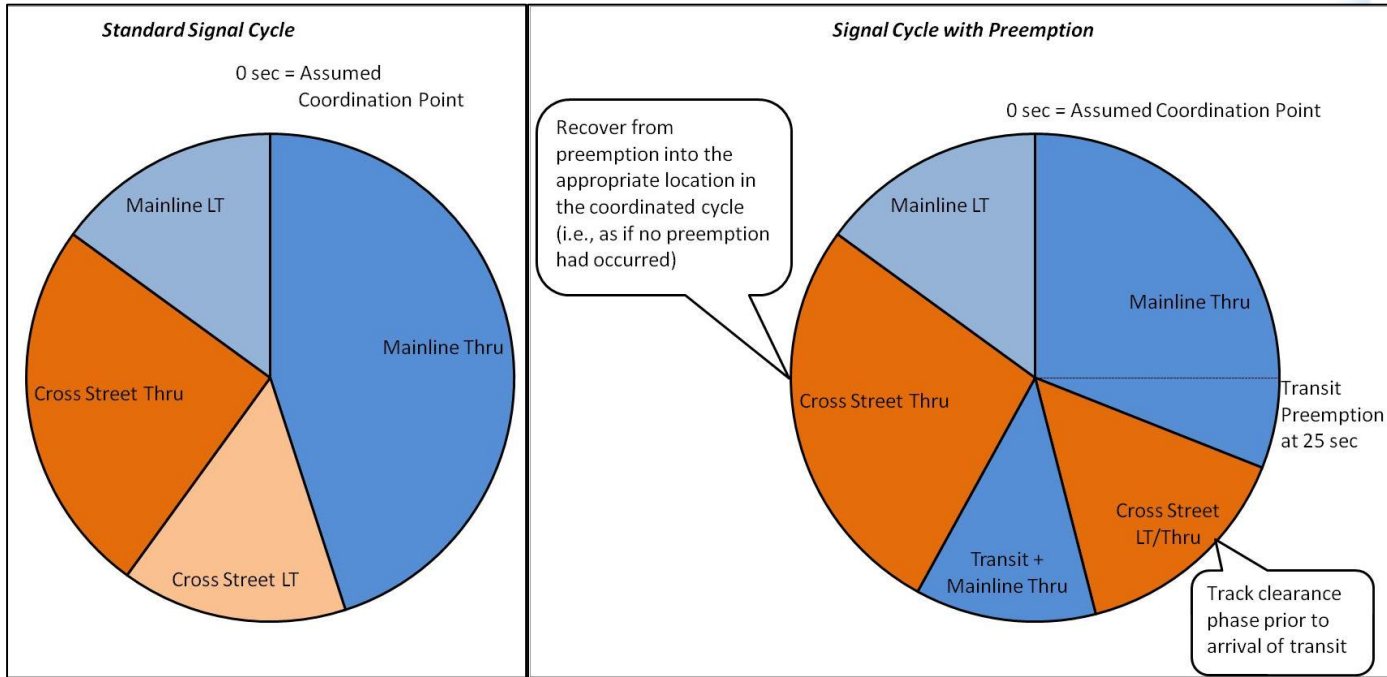 Standard Signal Cycle
0 sec = Assumed
Coordination Point
Mainline LT
Mainline Thru
Cross Street Thru
Cross Street LT
Signal Cycle with Preemption
0 sec = Assumed Coordination Point
Recover from
preemption into the
appropriate location in
the coordinated cycle
(i.e., as if no preemption
had occurred)
Mainline LT
Mainline Thru
Transit
Preemption
at 25 sec
Cross Street Thru
Cross Street
LT/Thru
Transit +
Mainline Thru
Track clearance
phase prior to
arrival of transit